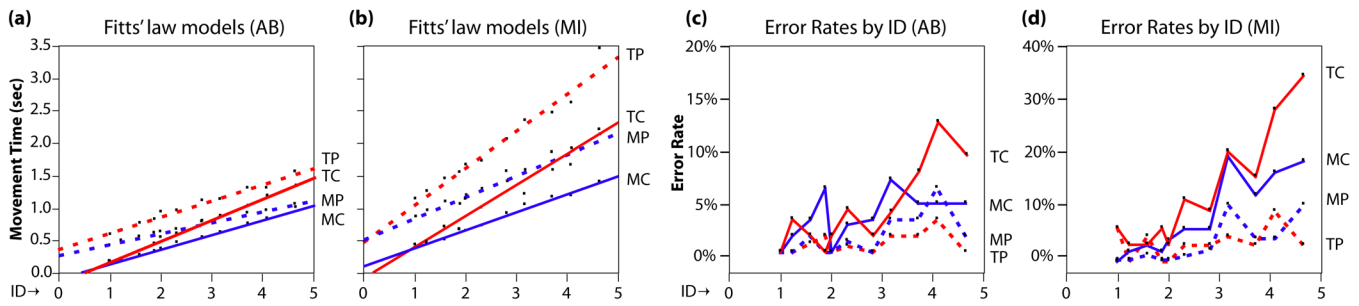 (a) Fitts' law models (AB)
Movement Time (sec)
3.5
3.0
2.5
2.0
1.5
1.0
0.5
0.0
TP
TC
MP
MC
ID→ 0 1 2 3 4 5
(b) Fitts' law models (MI)
TP
TC
MP
MC
0 1 2 3 4 5
(c) Error Rates by ID (AB)
Error Rate
20%
15%
10%
5%
0%
TC
MC
MP
TP
ID→ 0 1 2 3 4 5
(d) Error Rates by ID (MI)
40%
30%
20%
10%
0%
TC
MC
MP
TP
0 1 2 3 4 5